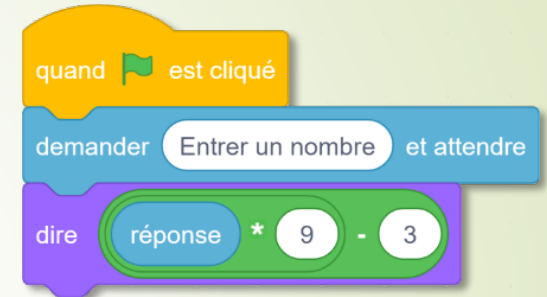 quand est cliqué
demander Entrer un nombre et attendre
dire réponse * 9 - 3